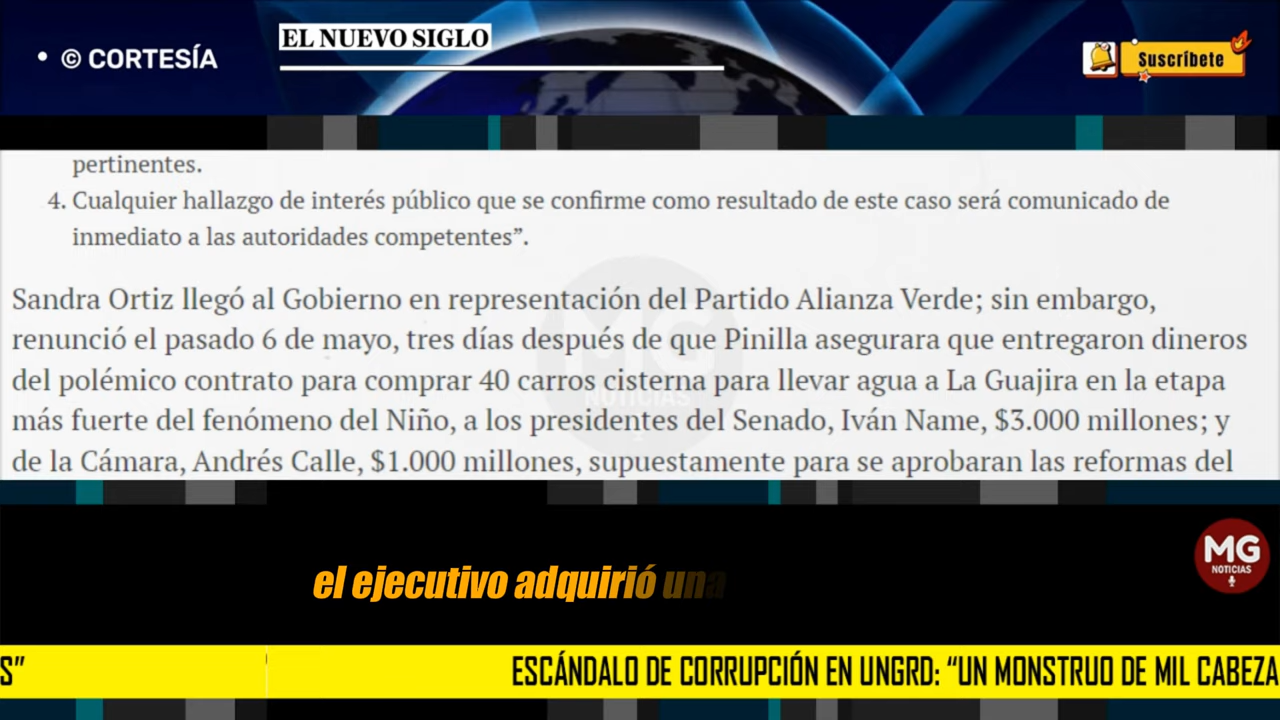 • © CORTESÍA
EL NUEVO SIGLO
Suscríbete
pertinentes.
4. Cualquier hallazgo de interés público que se confirme como resultado de este caso será comunicado de
inmediato a las autoridades competentes”.
Sandra Ortiz llegó al Gobierno en representación del Partido Alianza Verde; sin embargo,
renunció el pasado 6 de mayo, tres días después de que Pinilla asegurara que entregaron dineros
del polémico contrato para comprar 40 carros cisterna para llevar agua a La Guajira en la etapa
más fuerte del fenómeno del Niño, a los presidentes del Senado, Iván Name, $3.000 millones; y
de la Cámara, Andrés Calle, $1.000 millones, supuestamente para se aprobaran las reformas del
MG
NOTICIAS
el ejecutivo adquirió una
MG
NOTICIAS
S”
ESCÁNDALO DE CORRUPCIÓN EN UNGRD: “UN MONSTRUO DE MIL CABEZA